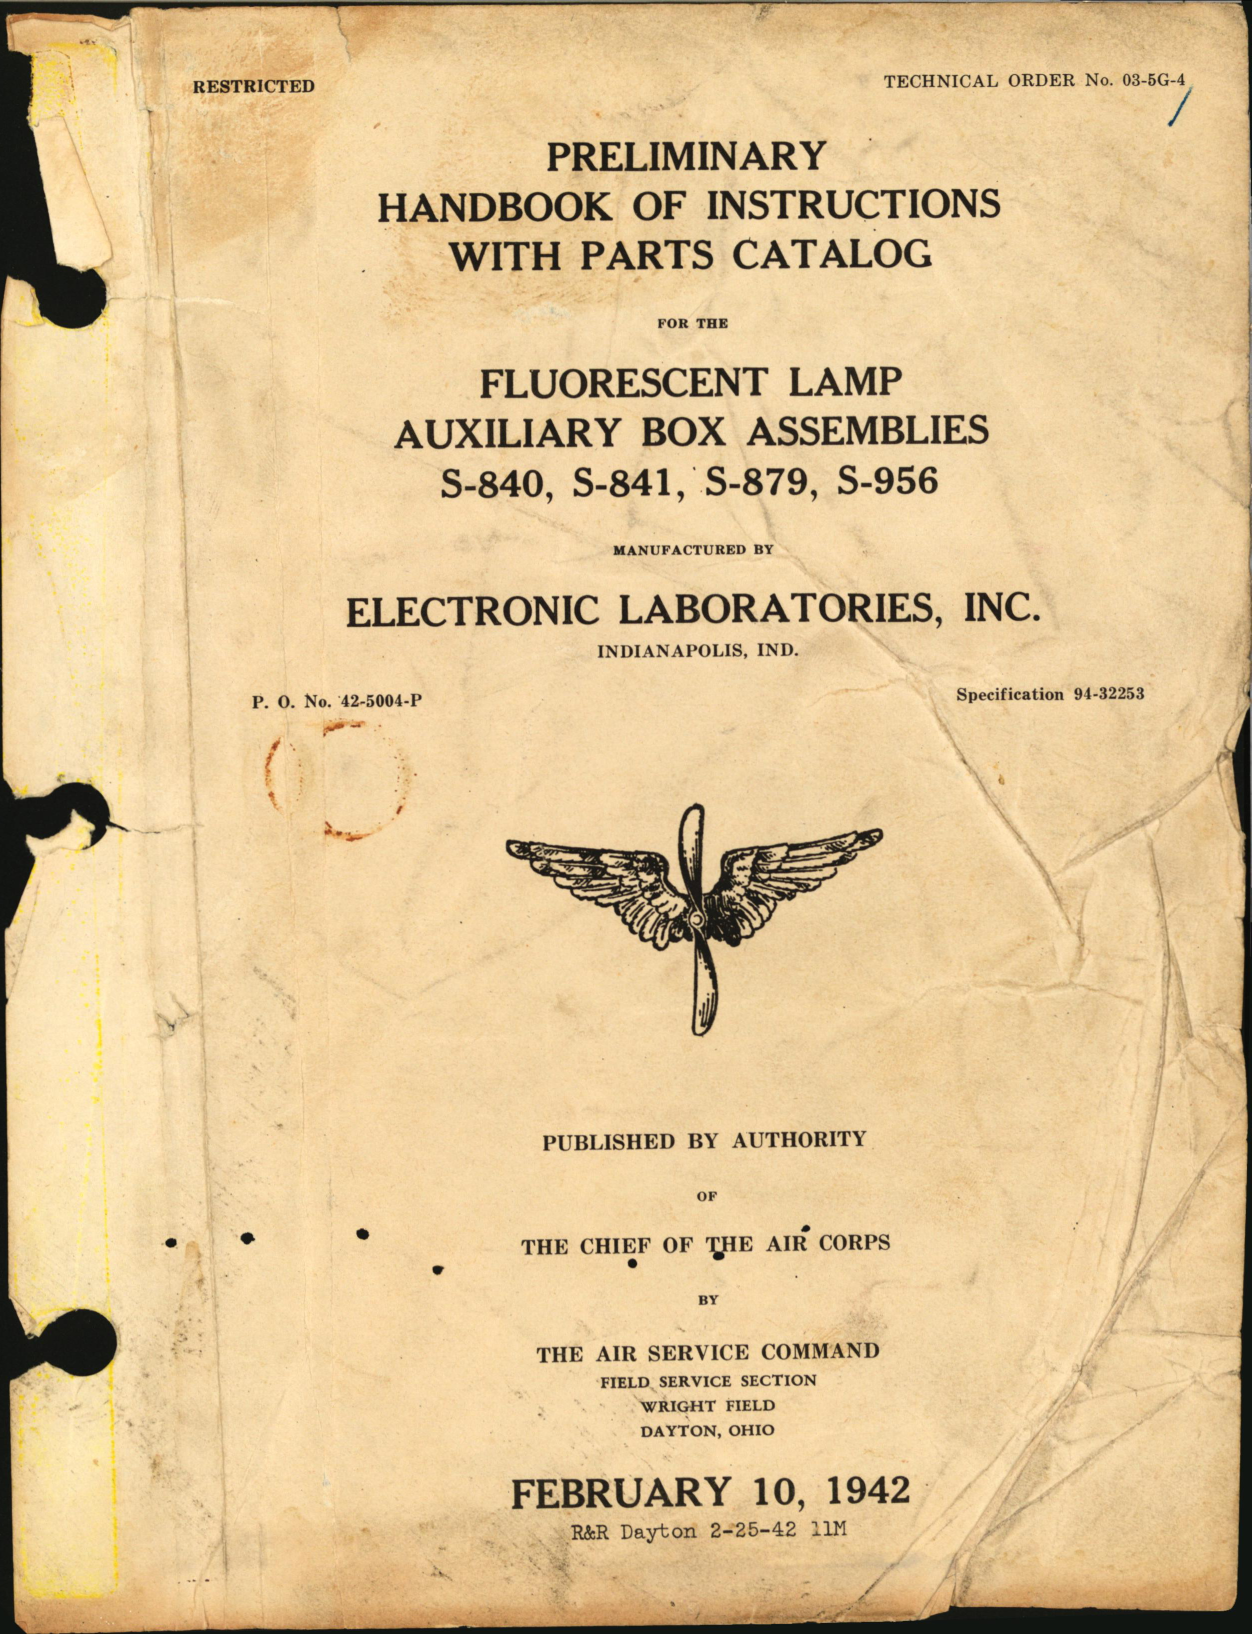 RESTRICTED
TECHNICAL ORDER No. 03-5G-4
PRELIMINARY
HANDBOOK OF INSTRUCTIONS
WITH PARTS CATALOG
FOR THE
FLUORESCENT LAMP
AUXILIARY BOX ASSEMBLIES
S-840, S-841, S-879, S-956
MANUFACTURED BY
ELECTRONIC LABORATORIES, INC.
INDIANAPOLIS, IND.
P. O. No. 42-5004-P
Specification 94-32253
PUBLISHED BY AUTHORITY
OF
THE CHIEF OF THE AIR CORPS
BY
THE AIR SERVICE COMMAND
FIELD SERVICE SECTION
WRIGHT FIELD
DAYTON, OHIO
FEBRUARY 10, 1942
R&R Dayton 2-25-42 11M